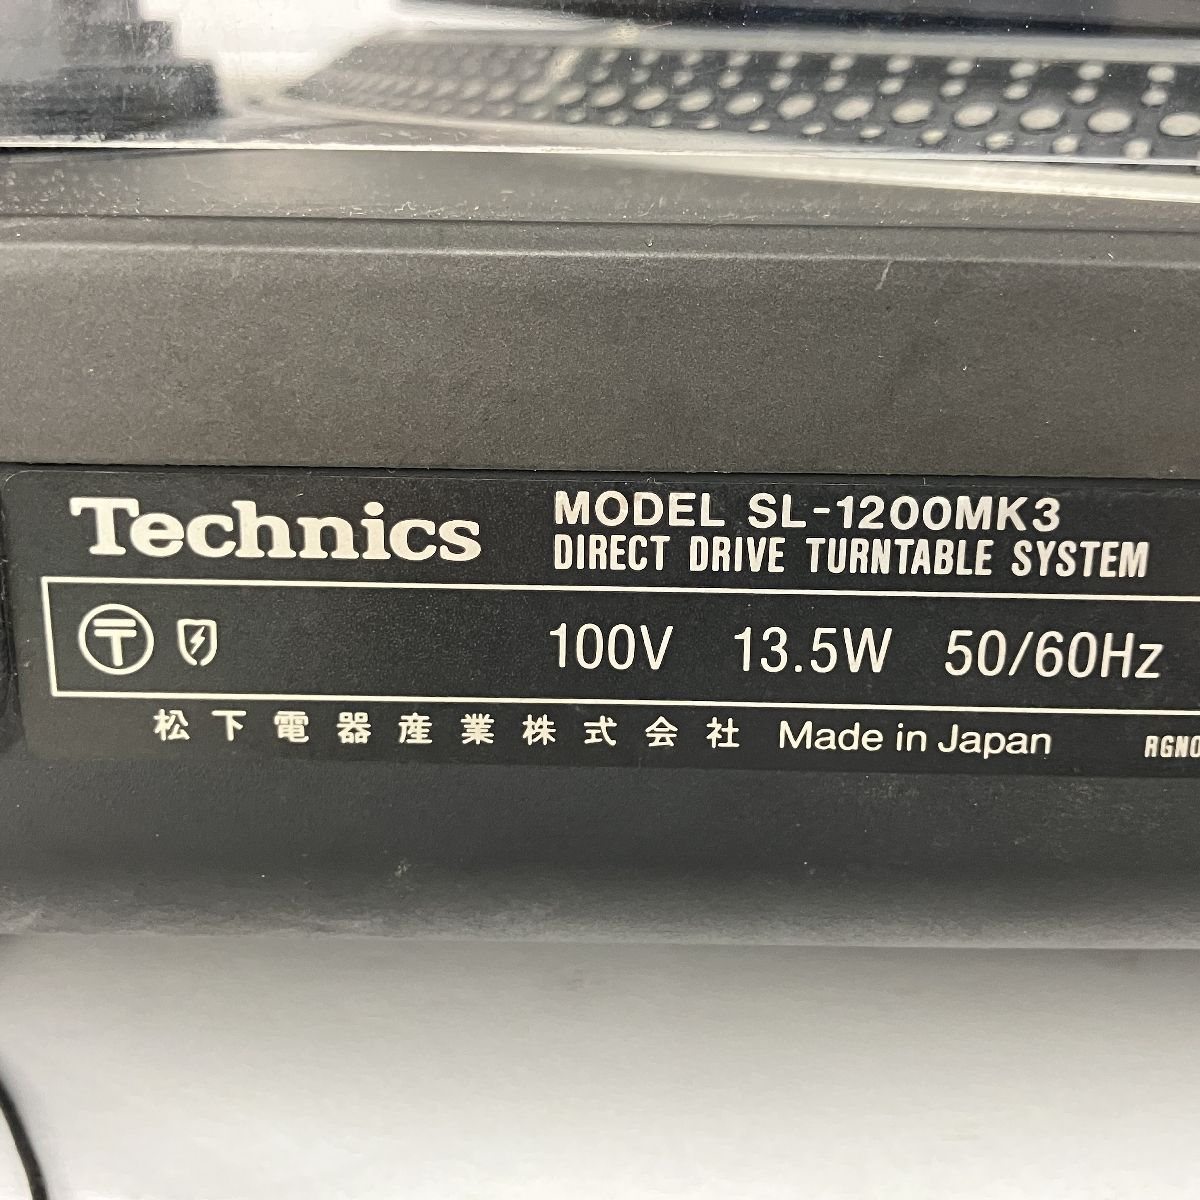 Technics
MODEL SL-1200MK3
DIRECT DRIVE TURNTABLE SYSTEM
100V 13.5W 50/60Hz
松下電器産業株式会社 Made in Japan RGN0